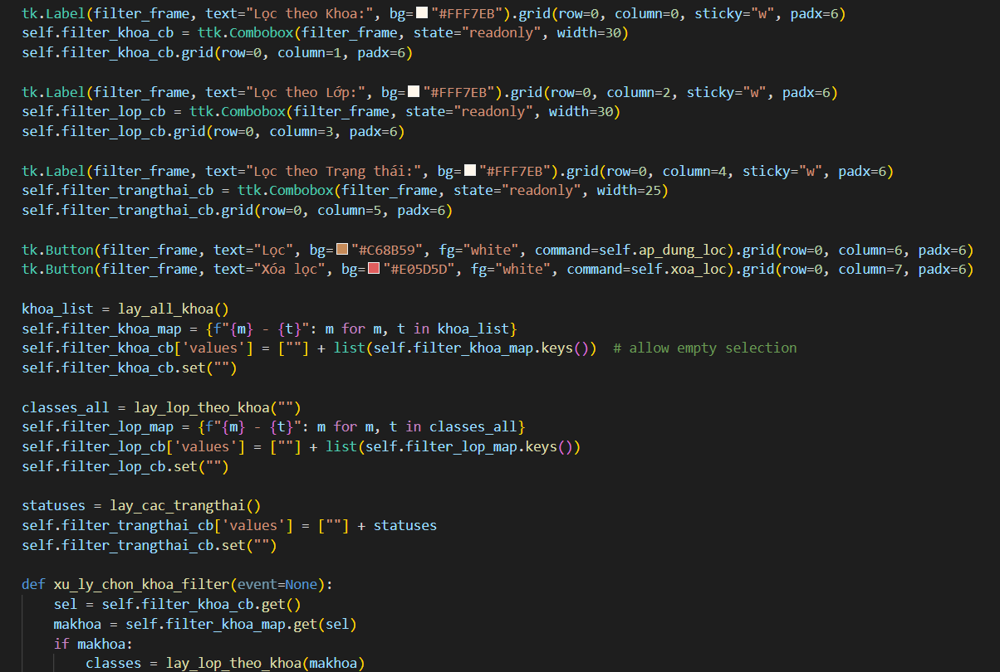 tk.Label(filter_frame, text="Lọc theo Khoa:", bg="#FFF7EB").grid(row=0, column=0, sticky="w", padx=6)
self.filter_khoa_cb = ttk.Combobox(filter_frame, state="readonly", width=30)
self.filter_khoa_cb.grid(row=0, column=1, padx=6)

tk.Label(filter_frame, text="Lọc theo Lớp:", bg="#FFF7EB").grid(row=0, column=2, sticky="w", padx=6)
self.filter_lop_cb = ttk.Combobox(filter_frame, state="readonly", width=30)
self.filter_lop_cb.grid(row=0, column=3, padx=6)

tk.Label(filter_frame, text="Lọc theo Trạng thái:", bg="#FFF7EB").grid(row=0, column=4, sticky="w", padx=6)
self.filter_trangthai_cb = ttk.Combobox(filter_frame, state="readonly", width=25)
self.filter_trangthai_cb.grid(row=0, column=5, padx=6)

tk.Button(filter_frame, text="Lọc", bg="#C68B59", fg="white", command=self.ap_dung_loc).grid(row=0, column=6, padx=6)
tk.Button(filter_frame, text="Xóa lọc", bg="#E05D5D", fg="white", command=self.xoa_loc).grid(row=0, column=7, padx=6)

khoa_list = lay_all_khoa()
self.filter_khoa_map = {f"{m} - {t}": m for m, t in khoa_list}
self.filter_khoa_cb['values'] = [""] + list(self.filter_khoa_map.keys())  # allow empty selection
self.filter_khoa_cb.set("")

classes_all = lay_lop_theo_khoa("")
self.filter_lop_map = {f"{m} - {t}": m for m, t in classes_all}
self.filter_lop_cb['values'] = [""] + list(self.filter_lop_map.keys())
self.filter_lop_cb.set("")

statuses = lay_cac_trangthai()
self.filter_trangthai_cb['values'] = [""] + statuses
self.filter_trangthai_cb.set("")

def xu_ly_chon_khoa_filter(event=None):
    sel = self.filter_khoa_cb.get()
    makhoa = self.filter_khoa_map.get(sel)
    if makhoa:
        classes = lay_lop_theo_khoa(makhoa)